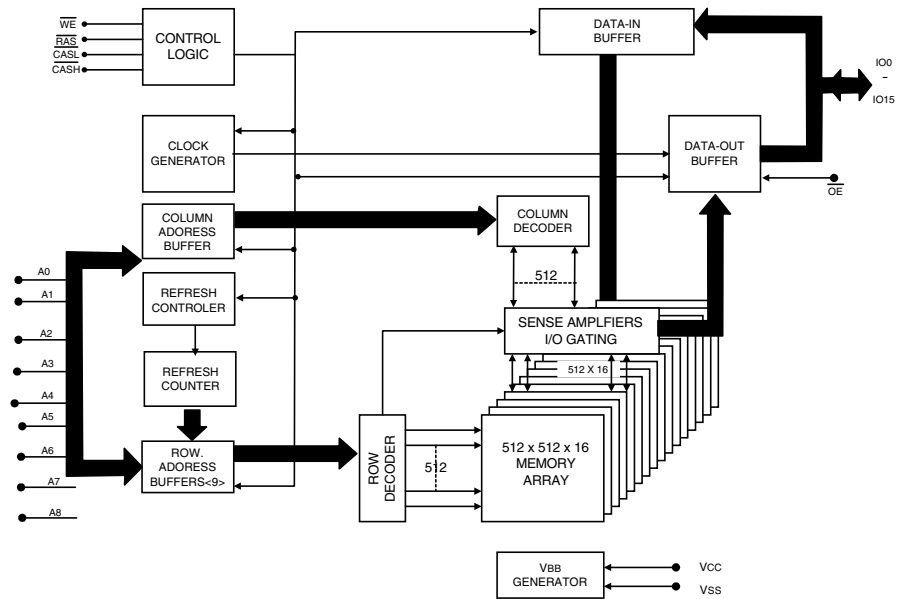 WE
RAS
CASL
CASH
CONTROL
LOGIC
DATA-IN
BUFFER
IO0
-
IO15
CLOCK
GENERATOR
DATA-OUT
BUFFER
OE
COLUMN
ADDRESS
BUFFER
COLUMN
DECODER
A0
A1
A2
A3
A4
A5
A6
A7
A8
REFRESH
CONTROLER
512
SENSE AMPLFIERS
I/O GATING
REFRESH
COUNTER
512 X 16
ROW.
ADDRESS
BUFFERS<9>
ROW
DECODER
512
512 x 512 x 16
MEMORY
ARRAY
VBB
GENERATOR
VCC
VSS